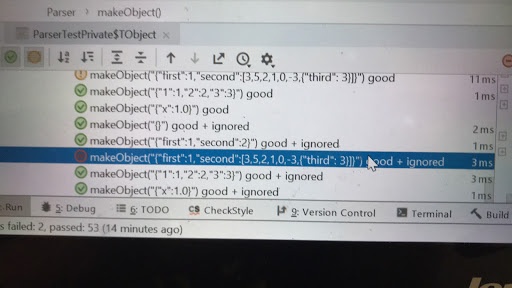 Parser > makeObject()
ParserTestPrivate$TObject ×
makeObject("{"first":1,"second":[3,5,2,1,0,-3,{"third": 3}]}") good 11 ms
makeObject("{"1":1,"2":2,"3":3}") good 1 ms
makeObject("{"x":1.0}") good
makeObject("{}") good + ignored 2 ms
makeObject("{"first":1,"second":2}") good + ignored 1 ms
makeObject("{"first":1,"second":[3,5,2,1,0,-3,{"third": 3}]}") good + ignored 3 ms
makeObject("{"1":1,"2":2,"3":3}") good + ignored 3 ms
makeObject("{"x":1.0}") good + ignored 1 ms
Run 5: Debug 6: TODO CS CheckStyle 9: Version Control Terminal Build
s failed: 2, passed: 53 (14 minutes ago)